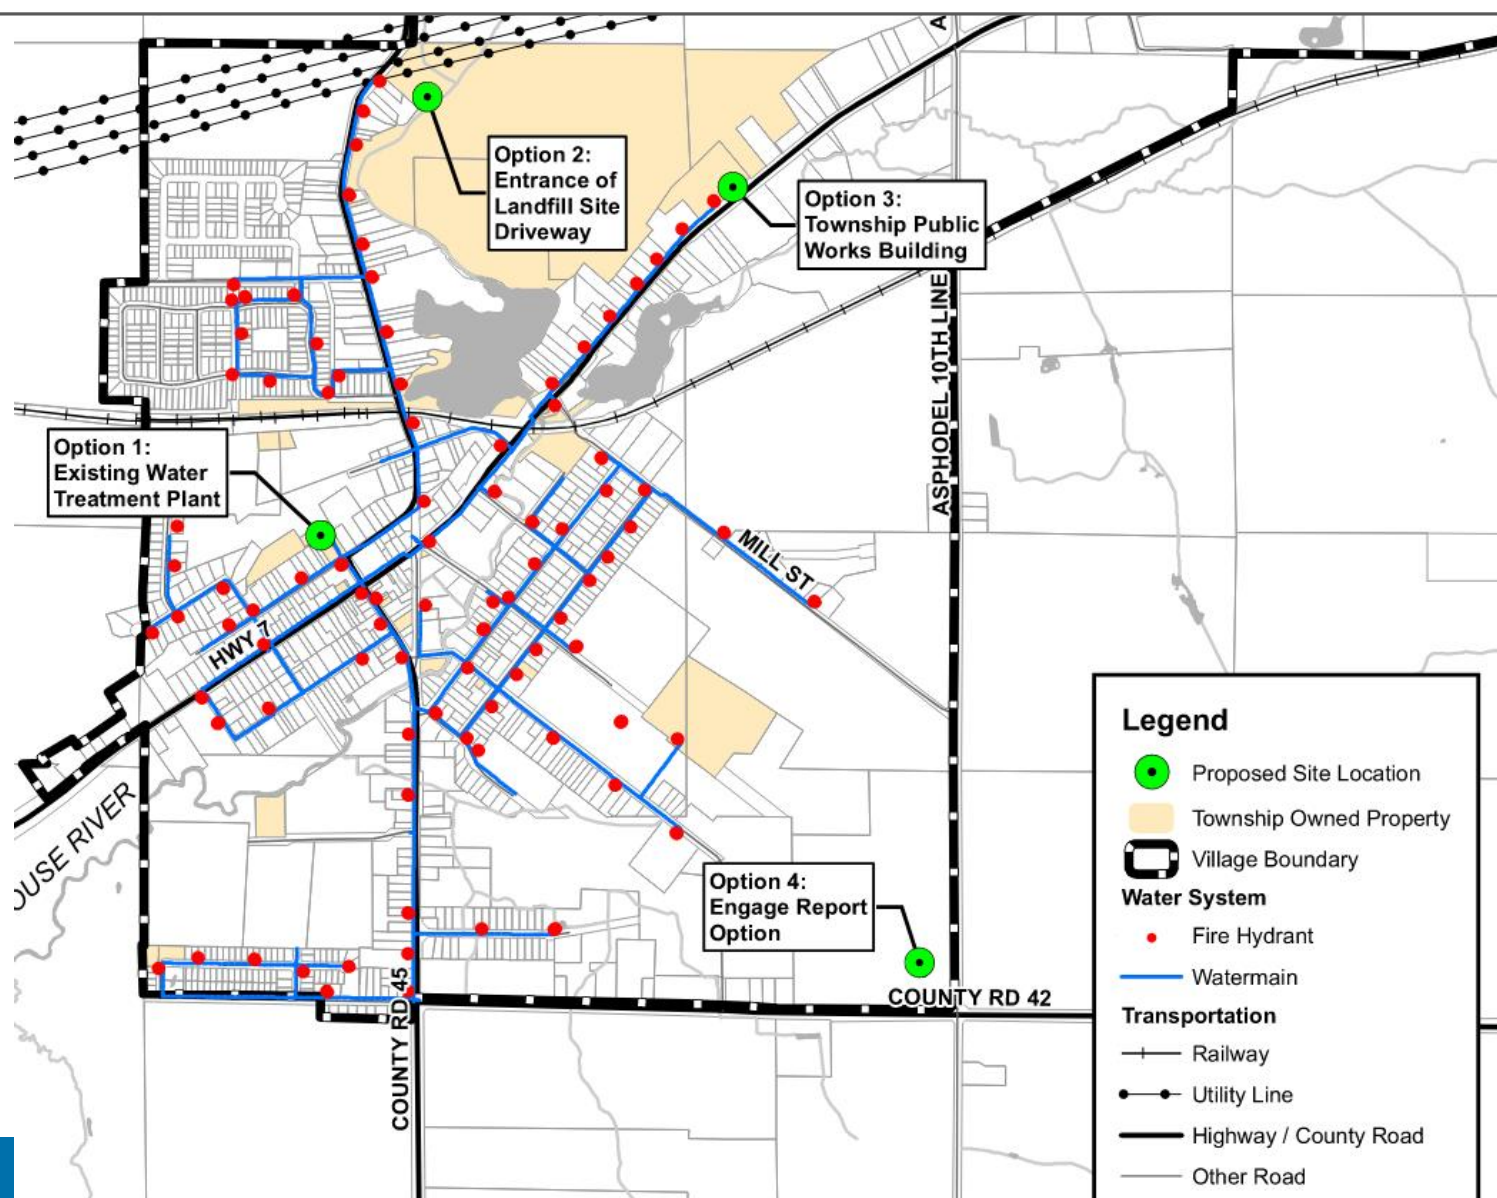 A
Option 2:
Entrance of
Landfill Site
Driveway
Option 3:
Township Public
Works Building
ASPHODEL 10TH LINE
Option 1:
Existing Water
Treatment Plant
MILL ST
HWY 7
OUSE RIVER
Option 4:
Engage Report
Option
COUNTY RD 45
COUNTY RD 42
Legend
Proposed Site Location
Township Owned Property
Village Boundary
Water System
Fire Hydrant
Watermain
Transportation
Railway
Utility Line
Highway / County Road
Other Road